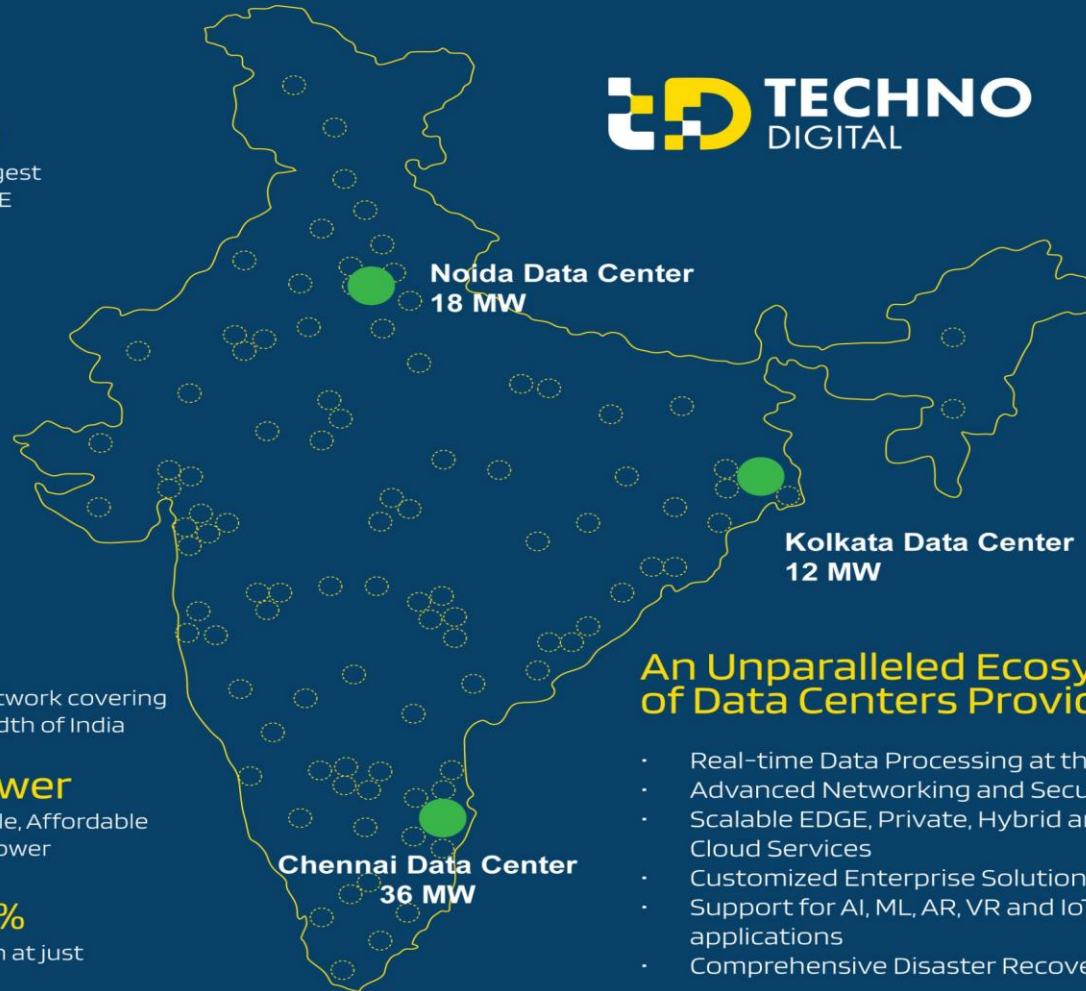 TECHNO
DIGITAL
Noida Data Center
18 MW
Kolkata Data Center
12 MW
Chennai Data Center
36 MW
twork covering
dth of India
wer
le, Affordable
ower
%
n at just
An Unparalleled Ecosy
of Data Centers Provid
· Real-time Data Processing at th
· Advanced Networking and Secu
· Scalable EDGE, Private, Hybrid a
Cloud Services
· Customized Enterprise Solution
· Support for AI, ML, AR, VR and IoT
applications
· Comprehensive Disaster Recove